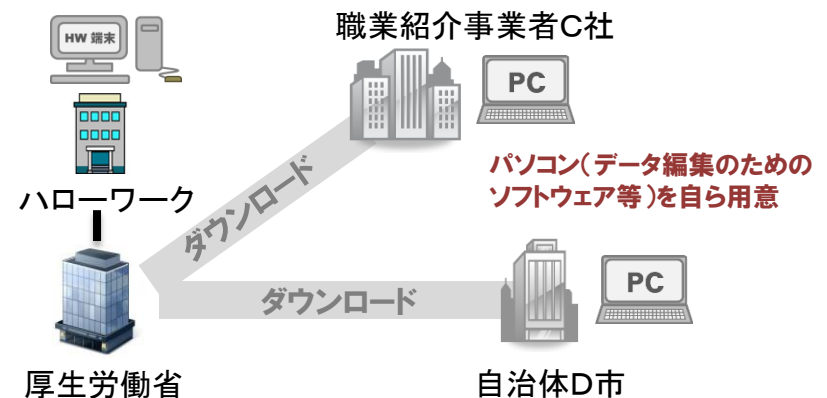 職業紹介事業者C社
HW 端末
PC
パソコン(データ編集のための
ソフトウェア等)を自ら用意
ハローワーク
ダウンロード
ダウンロード
PC
厚生労働省
自治体D市